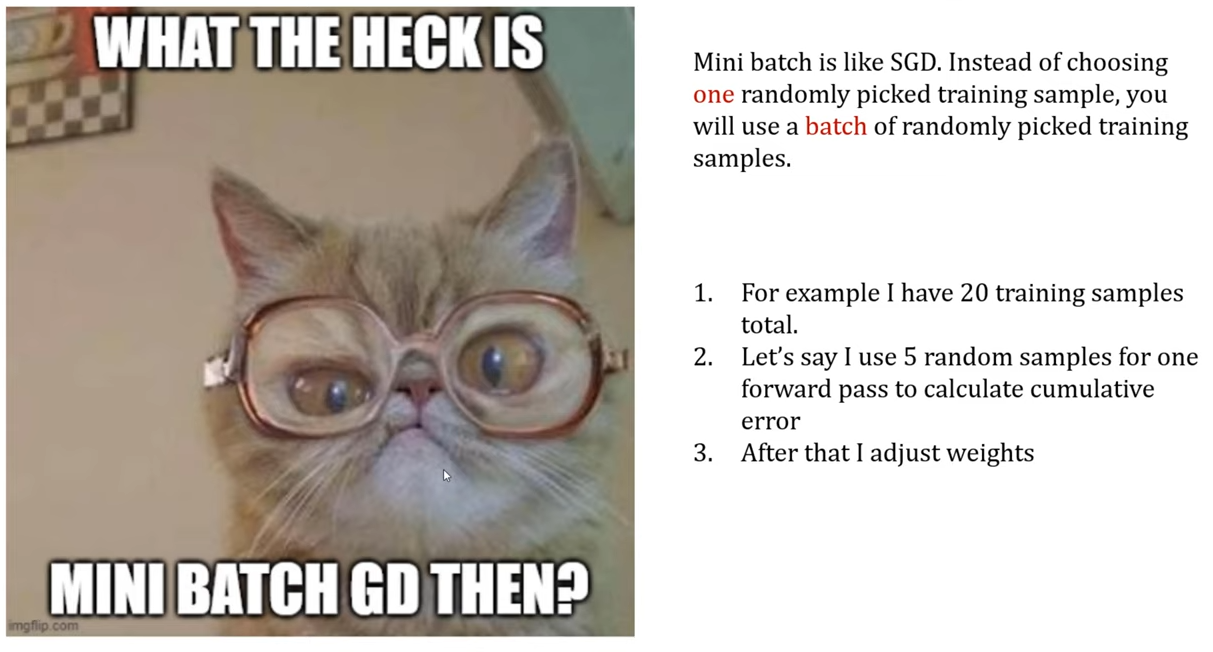 WHAT THE HECK IS
MINI BATCH GD THEN?
imgflip.com
Mini batch is like SGD. Instead of choosing
one randomly picked training sample, you
will use a batch of randomly picked training
samples.
1. For example I have 20 training samples
total.
2. Let’s say I use 5 random samples for one
forward pass to calculate cumulative
error
3. After that I adjust weights